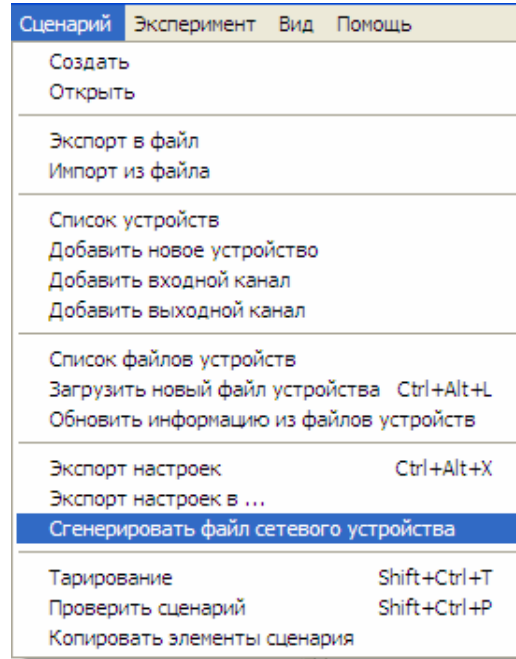 Сценарий Эксперимент Вид Помощь
Создать
Открыть
Экспорт в файл
Импорт из файла
Список устройств
Добавить новое устройство
Добавить входной канал
Добавить выходной канал
Список файлов устройств
Загрузить новый файл устройства Ctrl+Alt+L
Обновить информацию из файлов устройств
Экспорт настроек Ctrl+Alt+X
Экспорт настроек в ...
Сгенерировать файл сетевого устройства
Тарирование Shift+Ctrl+T
Проверить сценарий Shift+Ctrl+P
Копировать элементы сценария